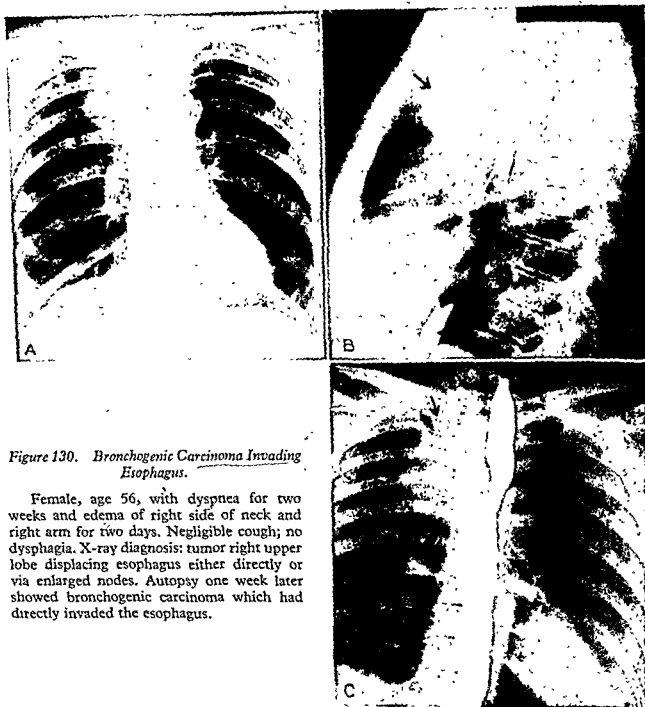 A
B
Figure 130. Bronchogenic Carcinoma Invading
Esophagus.
Female, age 56, with dyspnea for two
weeks and edema of right side of neck and
right arm for two days. Negligible cough; no
dysphagia. X-ray diagnosis: tumor right upper
lobe displacing esophagus either directly or
via enlarged nodes. Autopsy one week later
showed bronchogenic carcinoma which had
directly invaded the esophagus.
C